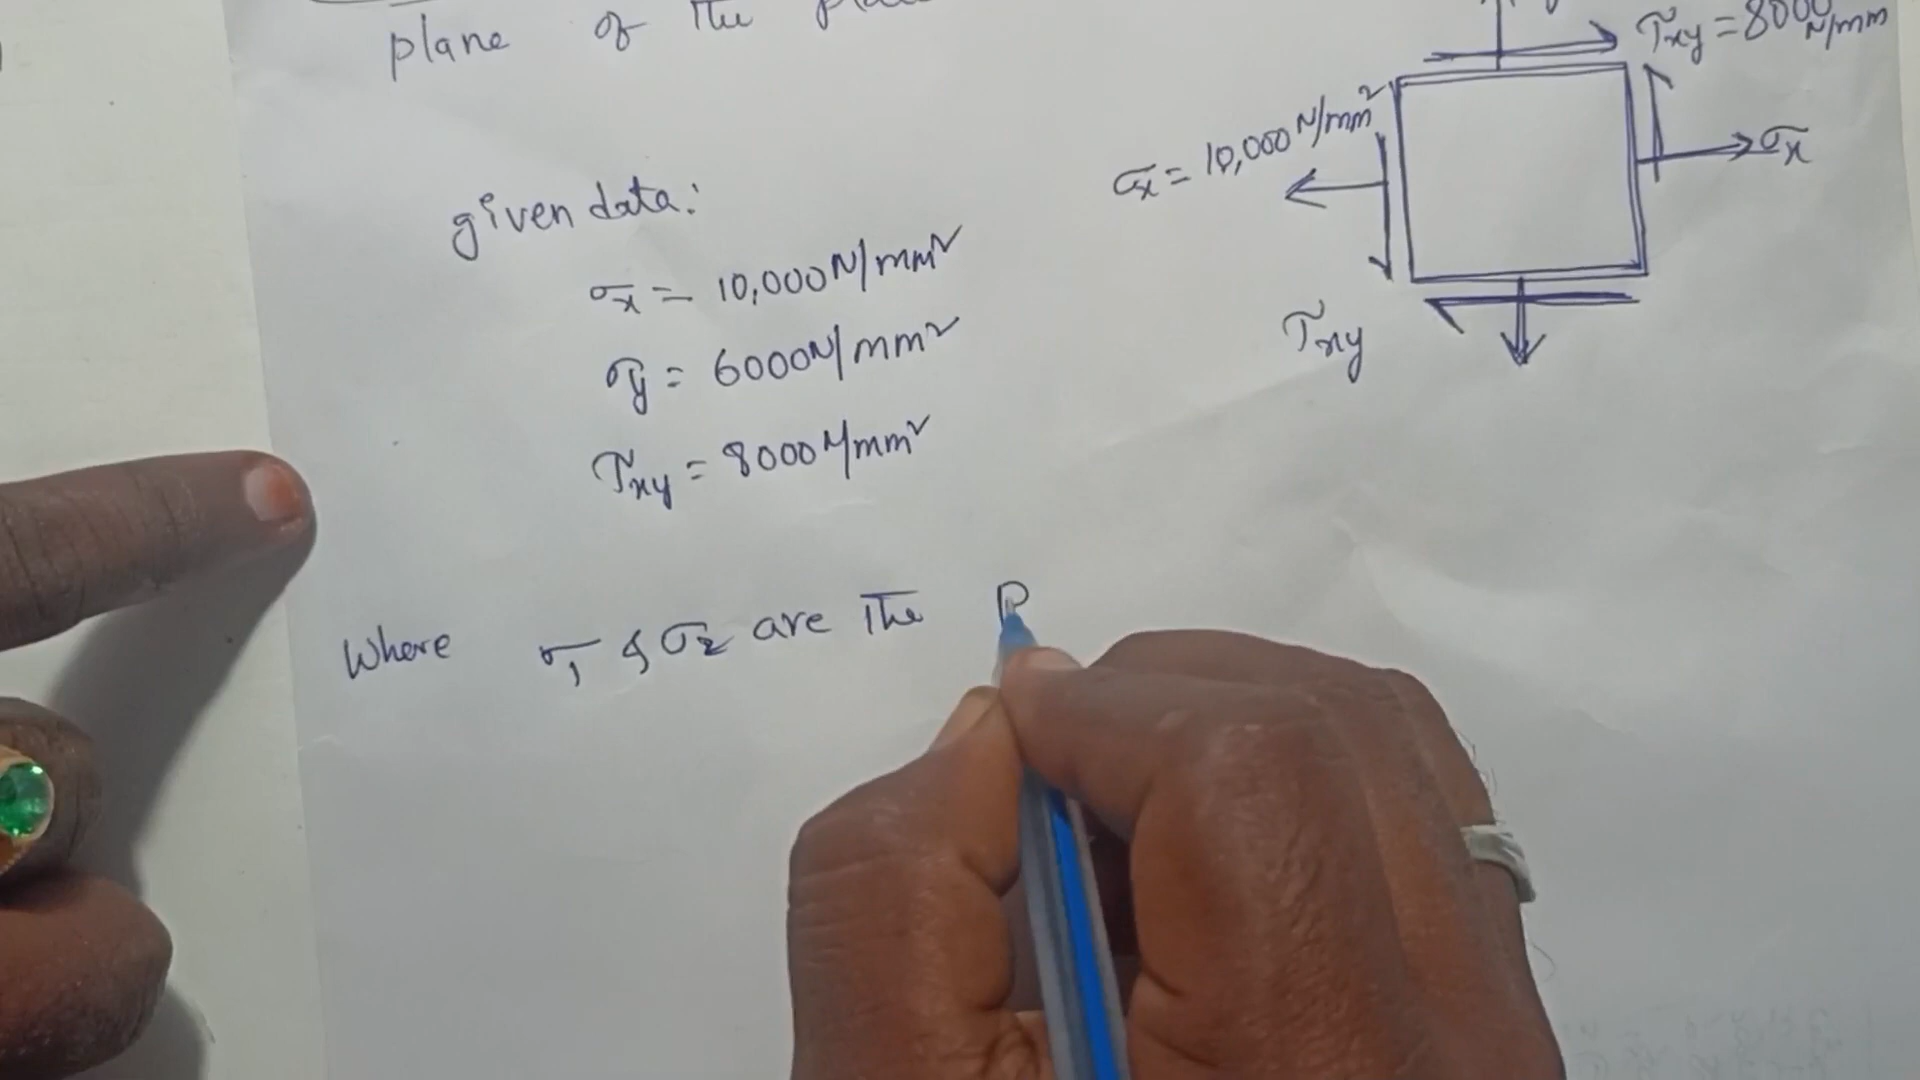 plane of the
τxy = 8000 N/mm
σx = 10,000 N/mm²
σx
given data:
σx = 10,000 N/mm²
σy = 6000 N/mm²
τxy
τxy = 8000 N/mm²
Where σ1 & σ2 are the P